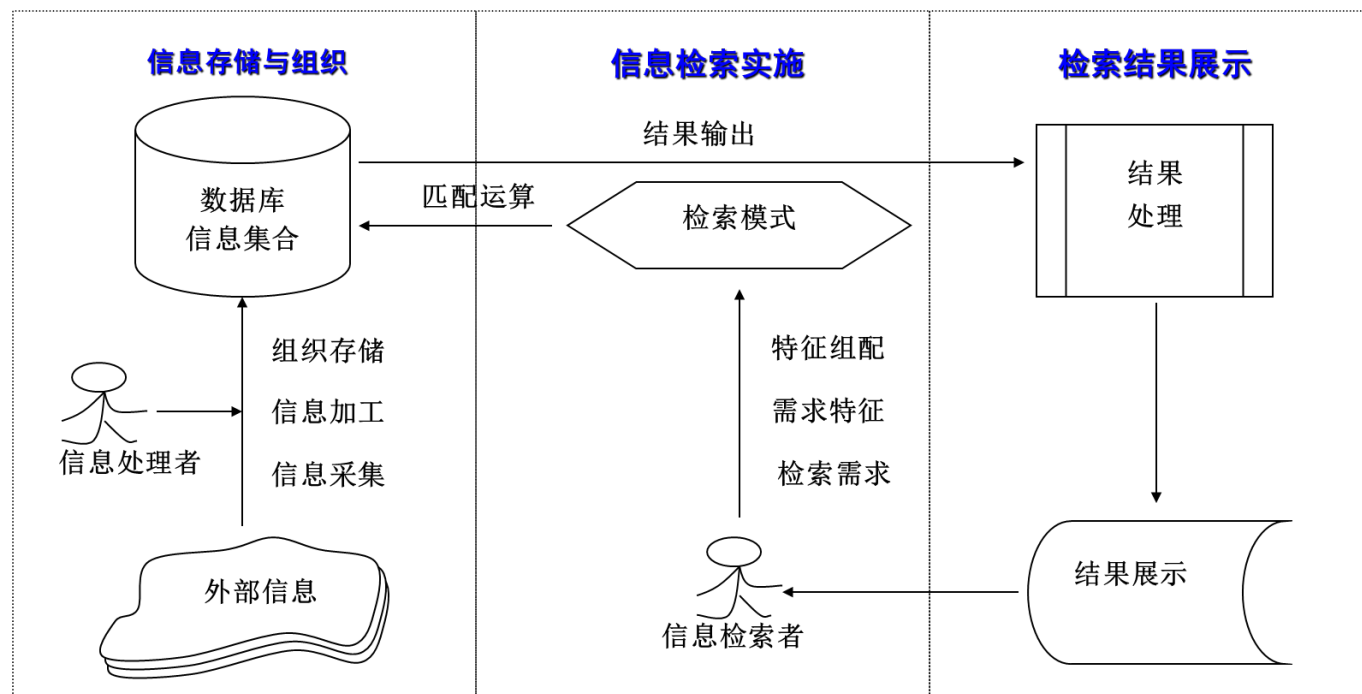 信息存储与组织
信息检索实施
检索结果展示
结果输出
匹配运算
数据库
信息集合
检索模式
结果
处理
组织存储
信息加工
信息采集
信息处理者
特征组配
需求特征
检索需求
外部信息
信息检索者
结果展示